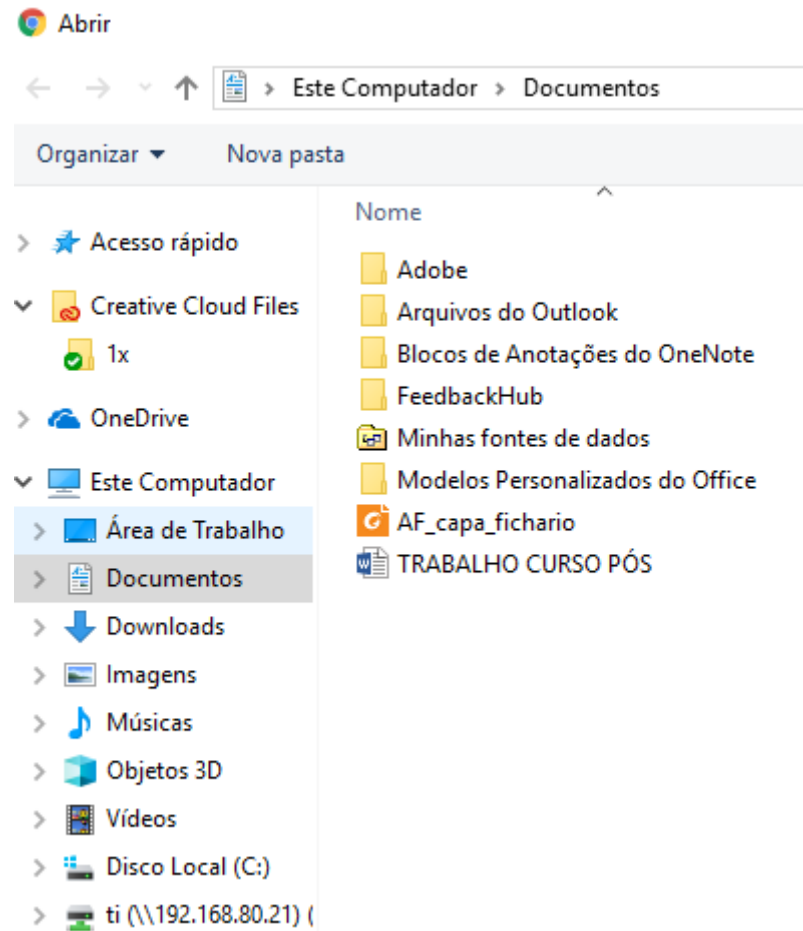 Abrir
Este Computador > Documentos
Organizar Nova pasta
Nome
Acesso rápido
Creative Cloud Files
1x
OneDrive
Este Computador
Área de Trabalho
Documentos
Downloads
Imagens
Músicas
Objetos 3D
Vídeos
Disco Local (C:)
ti (\\192.168.80.21) (
Adobe
Arquivos do Outlook
Blocos de Anotações do OneNote
FeedbackHub
Minhas fontes de dados
Modelos Personalizados do Office
AF_capa_fichario
TRABALHO CURSO PÓS